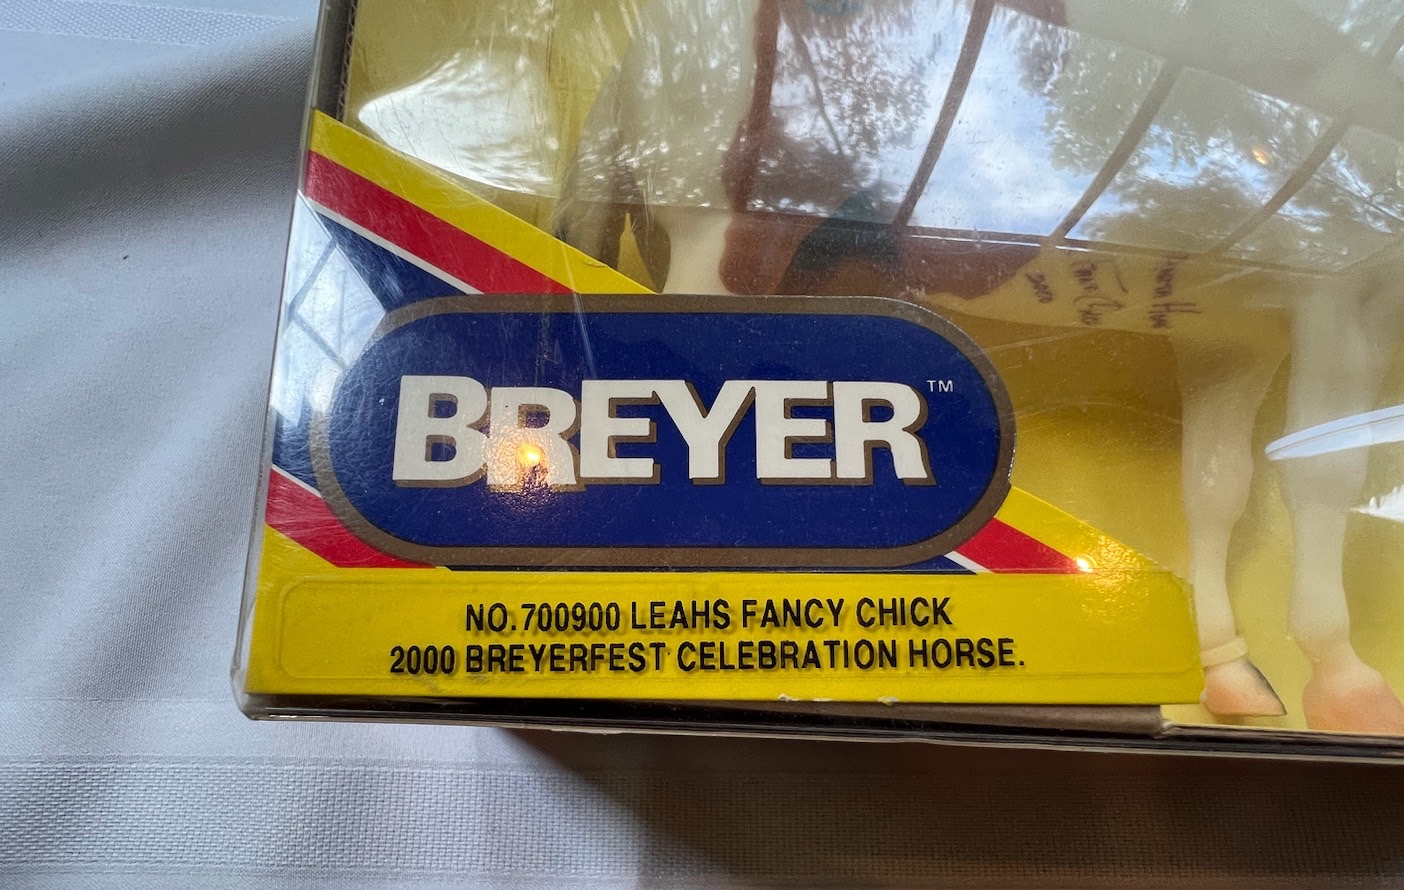 BREYER™
NO.700900 LEAHS FANCY CHICK
2000 BREYERFEST CELEBRATION HORSE.
2000